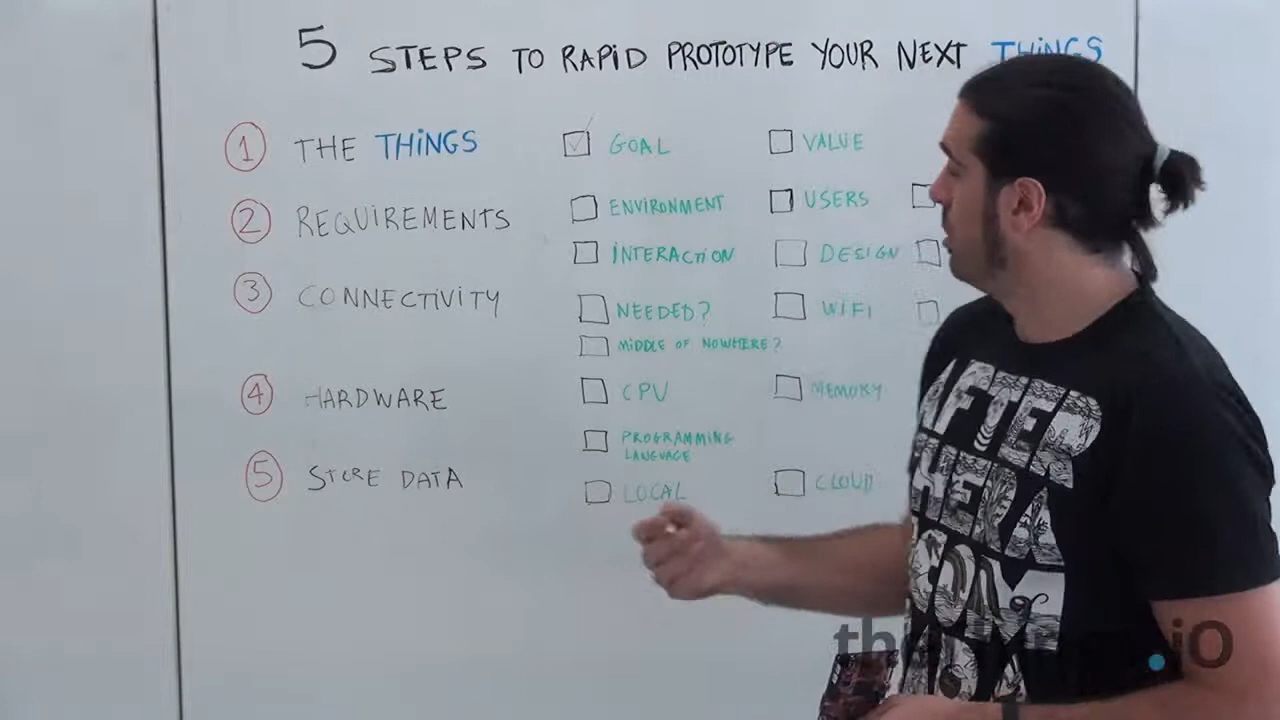 5 STEPS TO RAPID PROTOTYPE YOUR NEXT THiNGS
1 THE THiNGS GOAL VALUE
2 REQUiREMENTS ENViRONMENT USERS
iNTERACTiON DESiGN
3 CONNECTiViTY NEEDED? WiFi
MiDDLE OF NOWHERE?
4 HARDWARE CPU MEMORY
PROGRAMMiNG
LANGUAGE
5 STORE DATA LOCAL CLOUD
AFTER